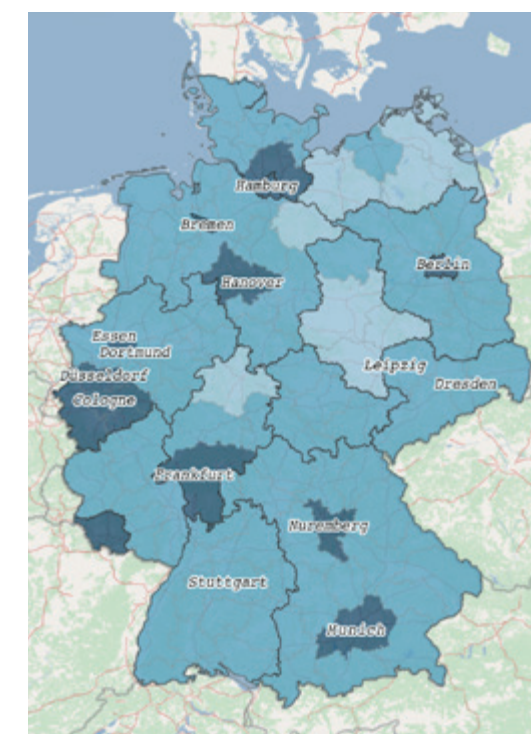 Hamburg
Bremen
Berlin
Hanover
Essen
Dortmund
Leipzig
Düsseldorf
Dresden
Cologne
Frankfurt
Nuremberg
Stuttgart
Munich